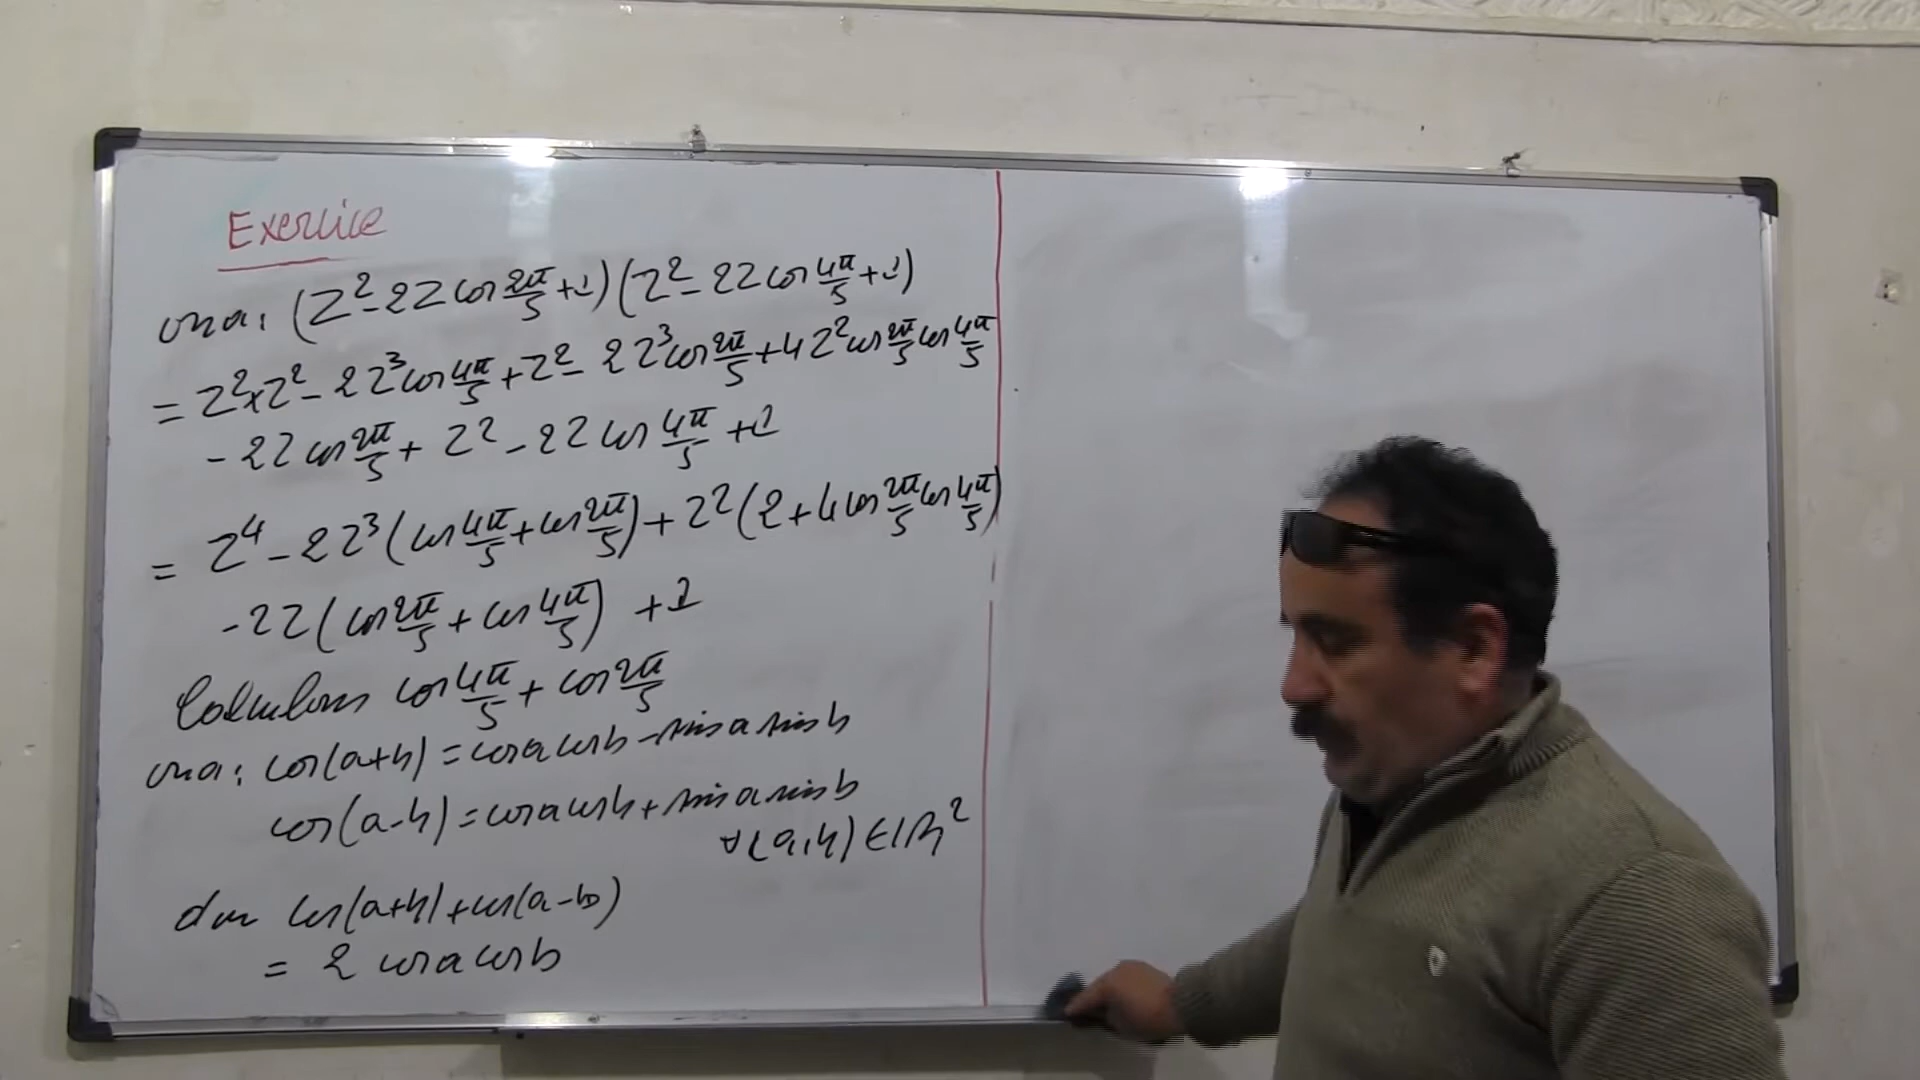 Exercice
on a : (Z² - 2Z cos 2π/5 + 1)(Z² - 2Z cos 4π/5 + 1)
= Z² × Z² - 2Z³ cos 4π/5 + Z² - 2Z³ cos 2π/5 + 4Z² cos 2π/5 cos 4π/5
- 2Z cos 2π/5 + Z² - 2Z cos 4π/5 + 1
= Z⁴ - 2Z³ (cos 4π/5 + cos 2π/5) + Z² (2 + 4 cos 2π/5 cos 4π/5)
- 2Z (cos 2π/5 + cos 4π/5) + 1
Calculons cos 4π/5 + cos 2π/5
on a : cos(a+b) = cos a cos b - sin a sin b
cos(a-b) = cos a cos b + sin a sin b
∀(a,b) ∈ IR²
donc cos(a+b) + cos(a-b)
= 2 cos a cos b